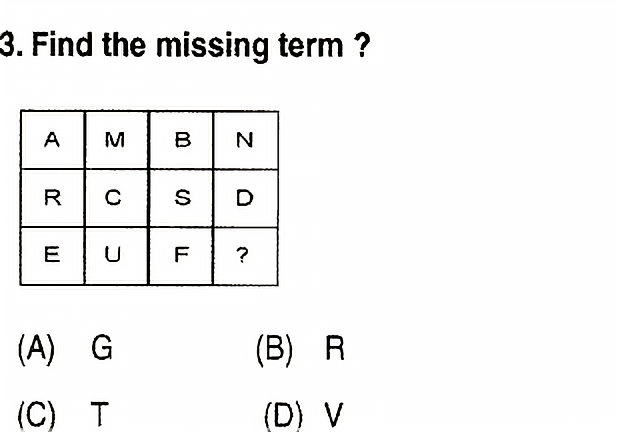 3. Find the missing term ?
A M B N
R C S D
E U F ?
(A) G (B) R
(C) T (D) V